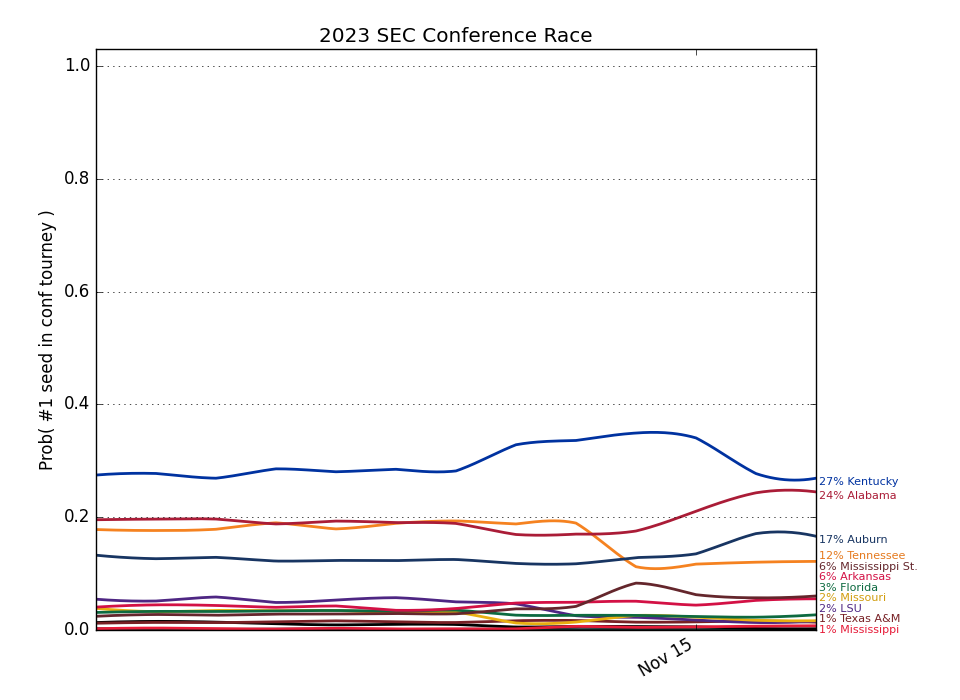 2023 SEC Conference Race
Prob( #1 seed in conf tourney )
1.0
0.8
0.6
0.4
0.2
0.0
Nov 15
27% Kentucky
24% Alabama
17% Auburn
12% Tennessee
6% Mississippi St.
6% Arkansas
3% Florida
2% Missouri
2% LSU
1% Texas A&M
1% Mississippi